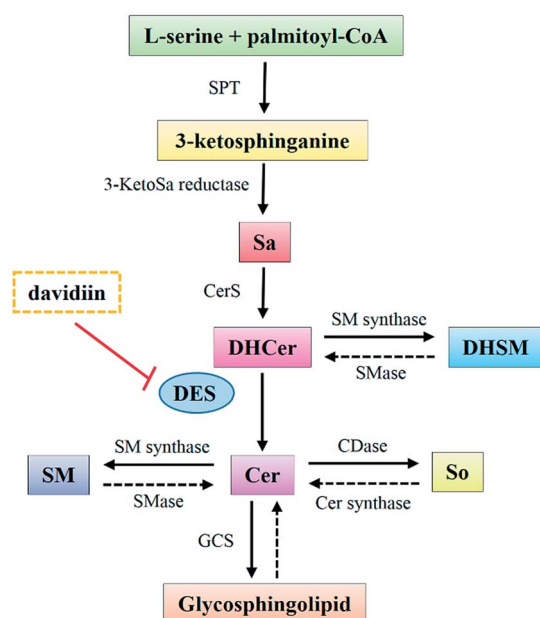 L-serine + palmitoyl-CoA
SPT
3-ketosphinganine
3-KetoSa reductase
Sa
davidiin
CerS
DHCer
SM synthase
SMase
DHSM
DES
SM
SM synthase
SMase
Cer
CDase
Cer synthase
So
GCS
Glycosphingolipid